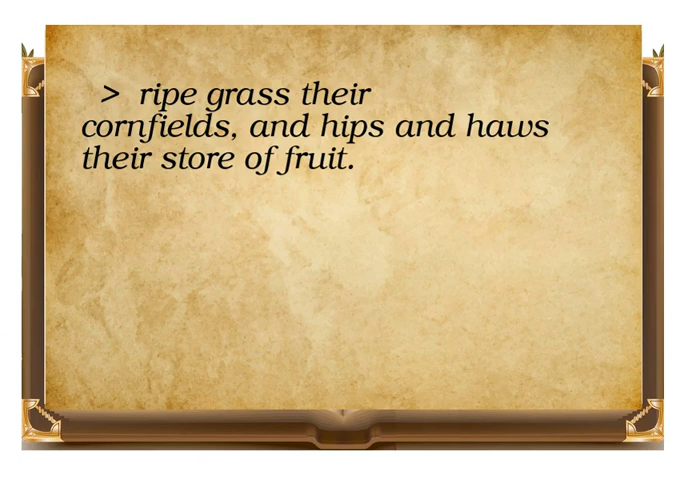 > ripe grass their
cornfields, and hips and haws
their store of fruit.